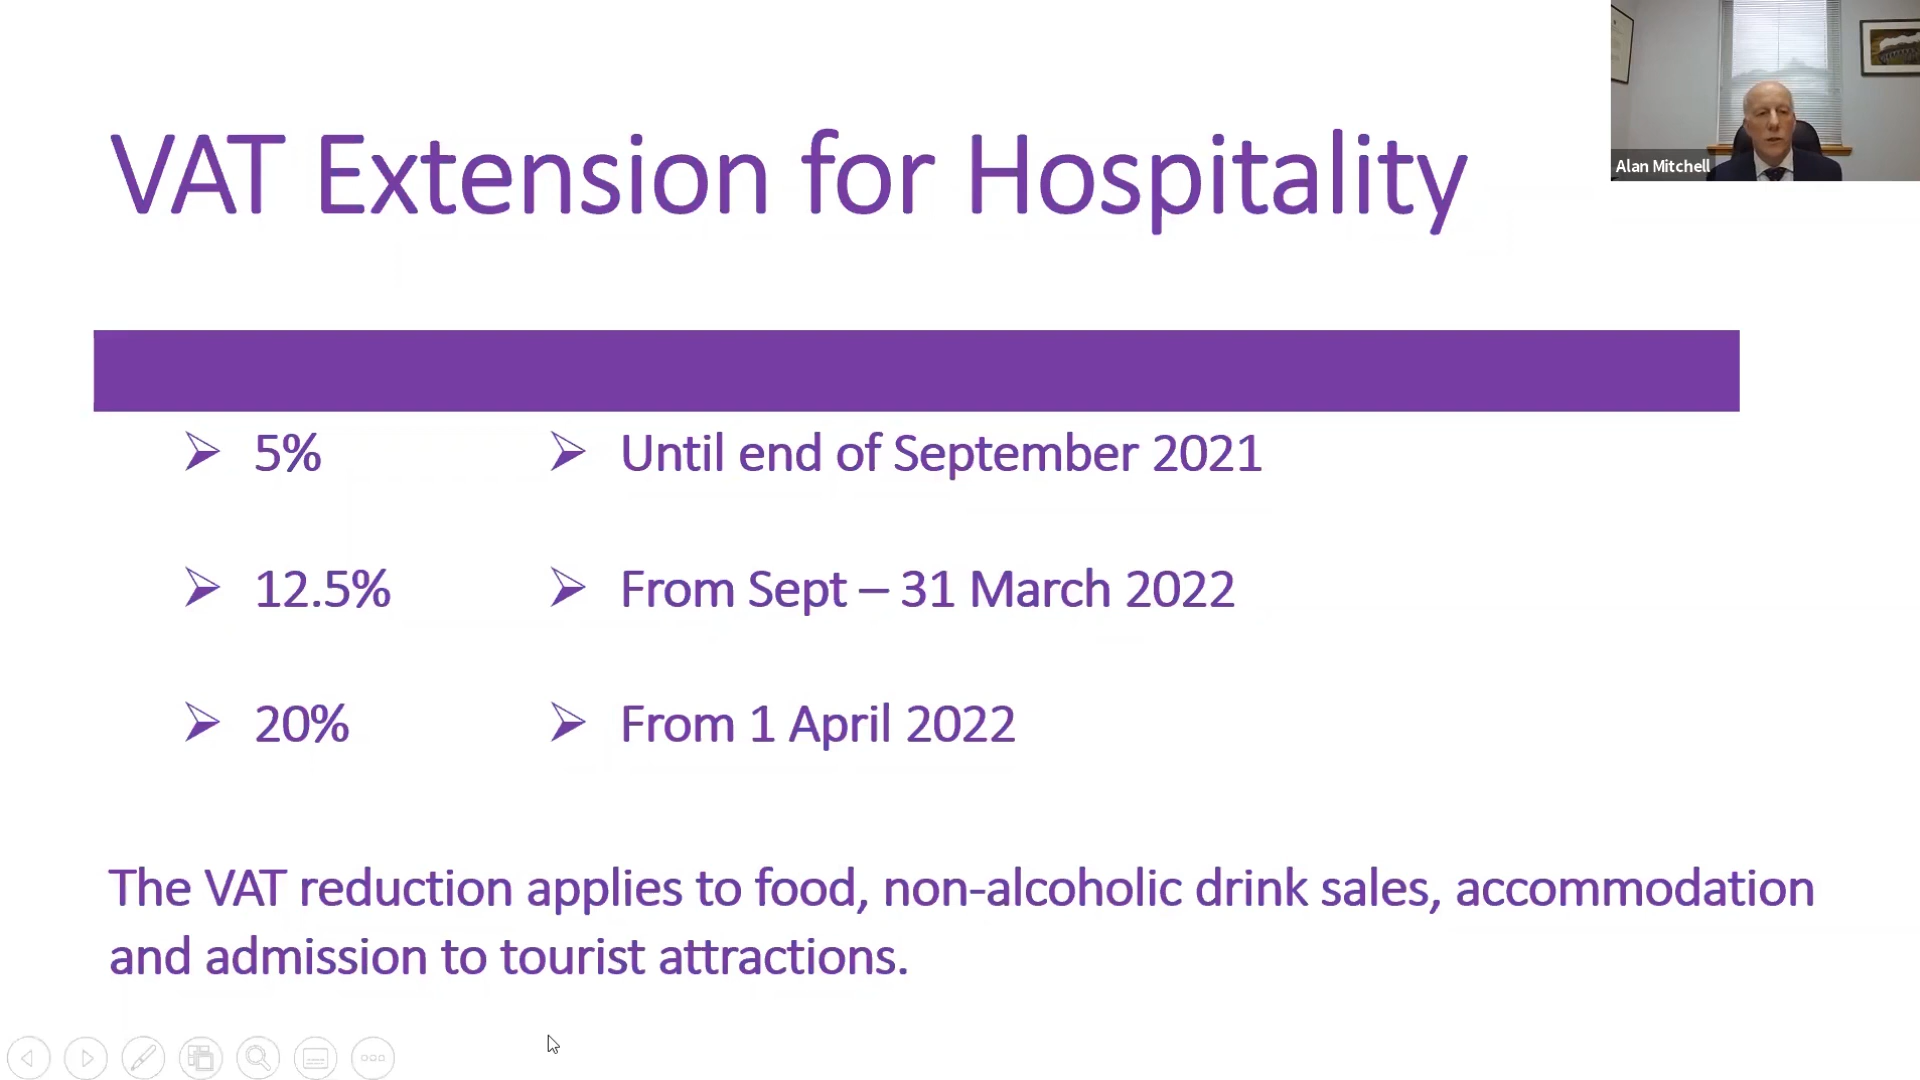 VAT Extension for Hospitality
Alan Mitchell
5% Until end of September 2021
12.5% From Sept – 31 March 2022
20% From 1 April 2022
The VAT reduction applies to food, non-alcoholic drink sales, accommodation
and admission to tourist attractions.